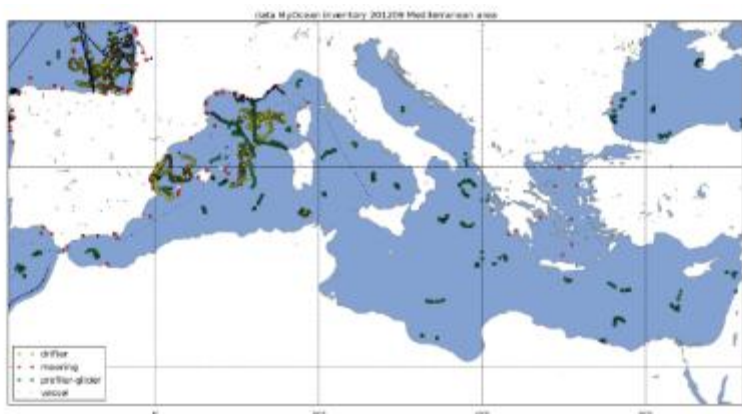 data MyOcean inventory 201209 Mediterranean area
drifter
mooring
profiler-glider
vessel